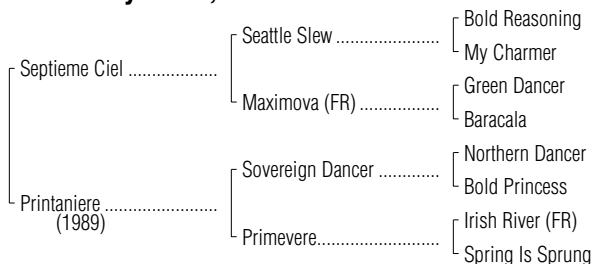 Bold Reasoning
Seattle Slew ....................
My Charmer
Septieme Ciel ..................
Green Dancer
Maximova (FR) ................
Baracala
Northern Dancer
Sovereign Dancer .............
Bold Princess
Printaniere ......................
(1989)
Irish River (FR)
Primevere........................
Spring Is Sprung